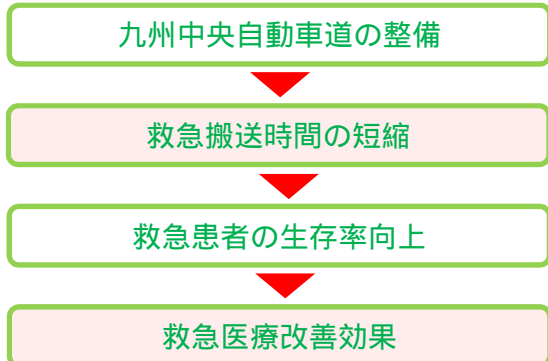 九州中央自動車道の整備
救急搬送時間の短縮
救急患者の生存率向上
救急医療改善効果